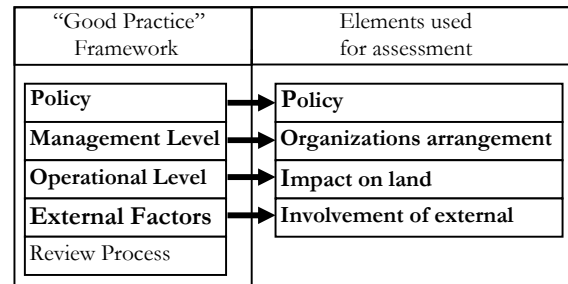 “Good Practice”
Framework
Elements used
for assessment
Policy
Policy
Management Level
Organizations arrangement
Operational Level
Impact on land
External Factors
Involvement of external
Review Process